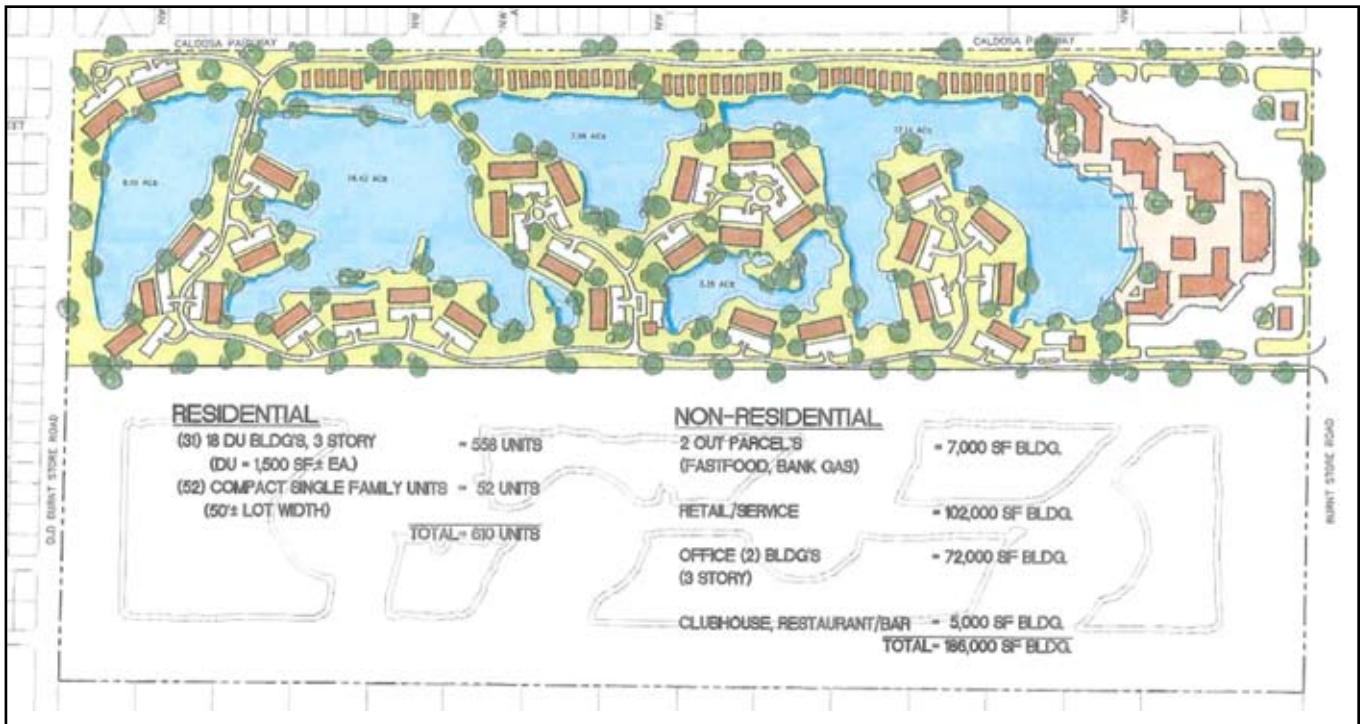 CALDOSA PARKWAY
CALDOSA PARKWAY
RESIDENTIAL
(31) 18 DU BLDG'S, 3 STORY = 558 UNITS
(DU = 1,500 SF± EA.)
(52) COMPACT SINGLE FAMILY UNITS = 52 UNITS
(50'± LOT WIDTH)
TOTAL= 610 UNITS
NON-RESIDENTIAL
2 OUT PARCEL'S = 7,000 SF BLDG.
(FASTFOOD, BANK GAS)
RETAIL/SERVICE = 102,000 SF BLDG.
OFFICE (2) BLDG'S = 72,000 SF BLDG.
(3 STORY)
CLUBHOUSE, RESTAURANT/BAR = 5,000 SF BLDG.
TOTAL= 186,000 SF BLDG.
OLD BURNT STORE ROAD
BURNT STORE ROAD